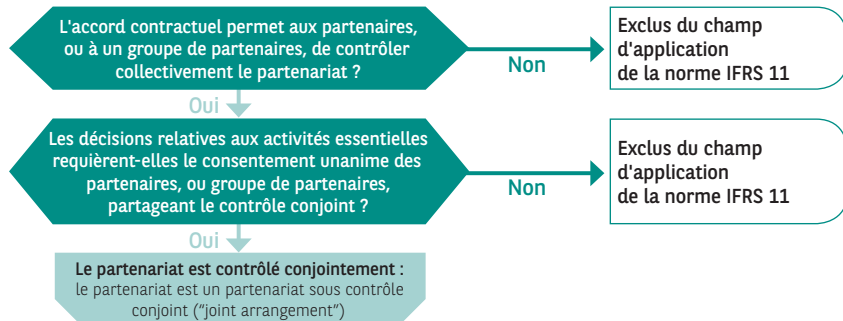 L'accord contractuel permet aux partenaires,
ou à un groupe de partenaires, de contrôler
collectivement le partenariat ?
Non
Exclus du champ
d'application
de la norme IFRS 11
Oui
Les décisions relatives aux activités essentielles
requièrent-elles le consentement unanime des
partenaires, ou groupe de partenaires,
partageant le contrôle conjoint ?
Non
Exclus du champ
d'application
de la norme IFRS 11
Oui
Le partenariat est contrôlé conjointement :
le partenariat est un partenariat sous contrôle
conjoint ("joint arrangement")